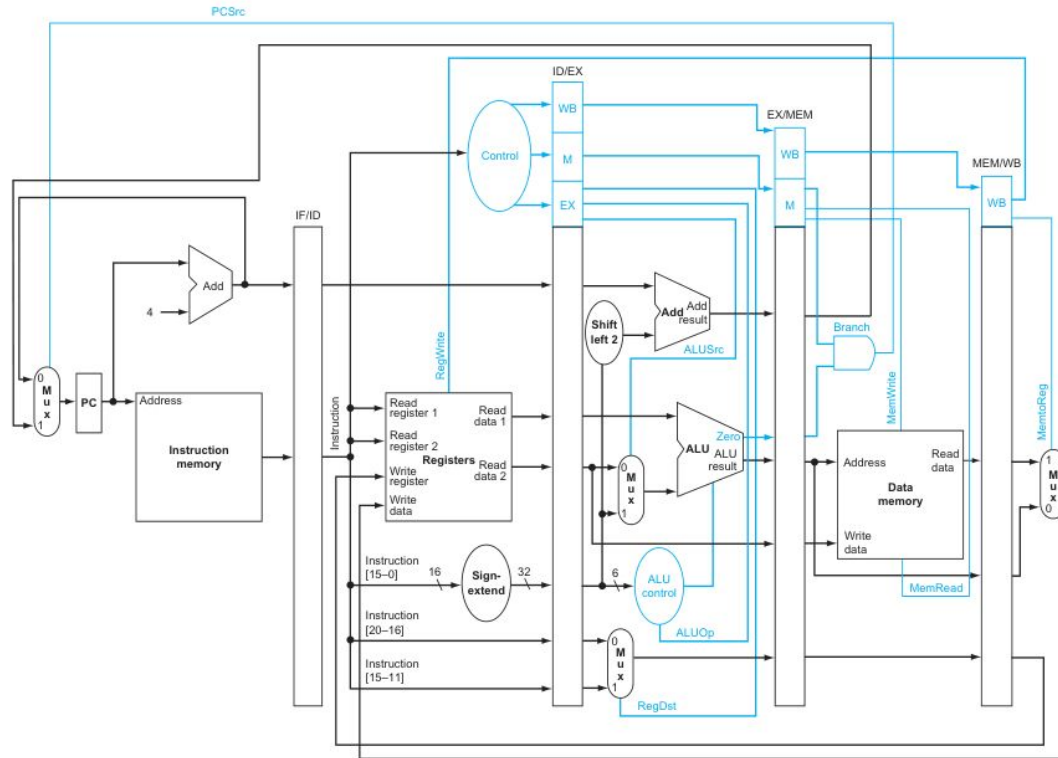 PCSrc
ID/EX
WB
EX/MEM
Control
M
WB
MEM/WB
EX
M
WB
IF/ID
Add
4
RegWrite
Shift
left 2
Add
Add
result
ALUSrc
Branch
0
M
u
x
1
PC
Address
Instruction
memory
Instruction
Read
register 1
Read
register 2
Write
register
Write
data
Registers
Read
data 1
Read
data 2
0
M
u
x
1
ALU
Zero
ALU
result
MemWrite
Address
Data
memory
Write
data
Read
data
MemtoReg
1
M
u
x
0
Instruction
[15–0]
16
Sign-
extend
32
6
ALU
control
MemRead
Instruction
[20–16]
ALUOp
0
M
u
x
1
Instruction
[15–11]
RegDst